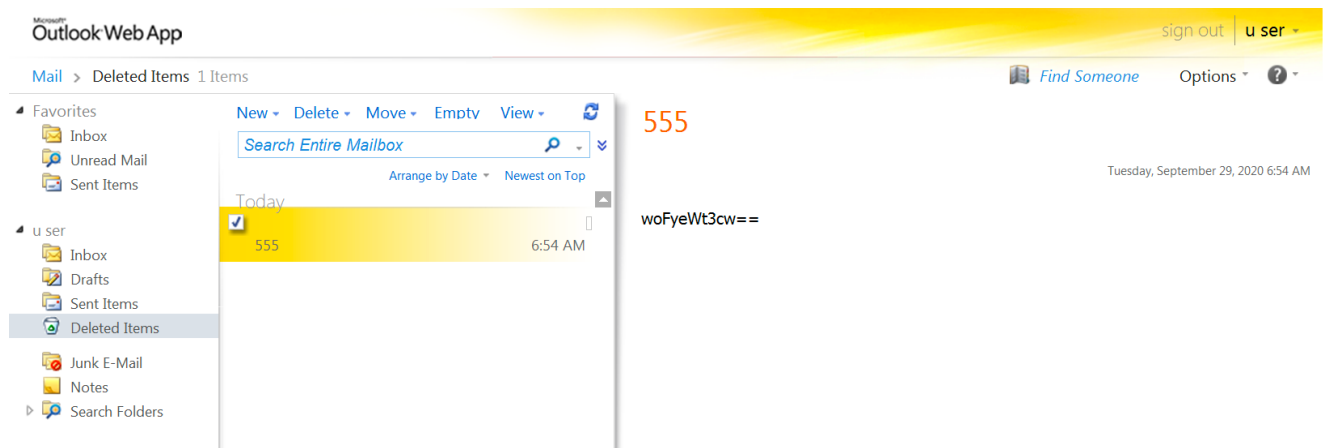 Microsoft
Outlook Web App
sign out | u ser
Mail > Deleted Items 1 Items
Find Someone Options
Favorites
Inbox
Unread Mail
Sent Items
u ser
Inbox
Drafts
Sent Items
Deleted Items
Junk E-Mail
Notes
Search Folders
New Delete Move Empty View
Search Entire Mailbox
Arrange by Date Newest on Top
Today
555 6:54 AM
555
Tuesday, September 29, 2020 6:54 AM
woFyeWt3cw==